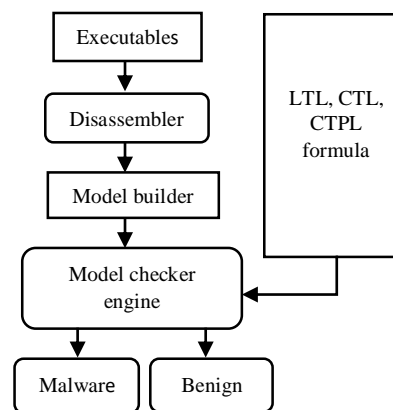 Executables
Disassembler
Model builder
Model checker
engine
Malware
Benign
LTL, CTL,
CTPL
formula